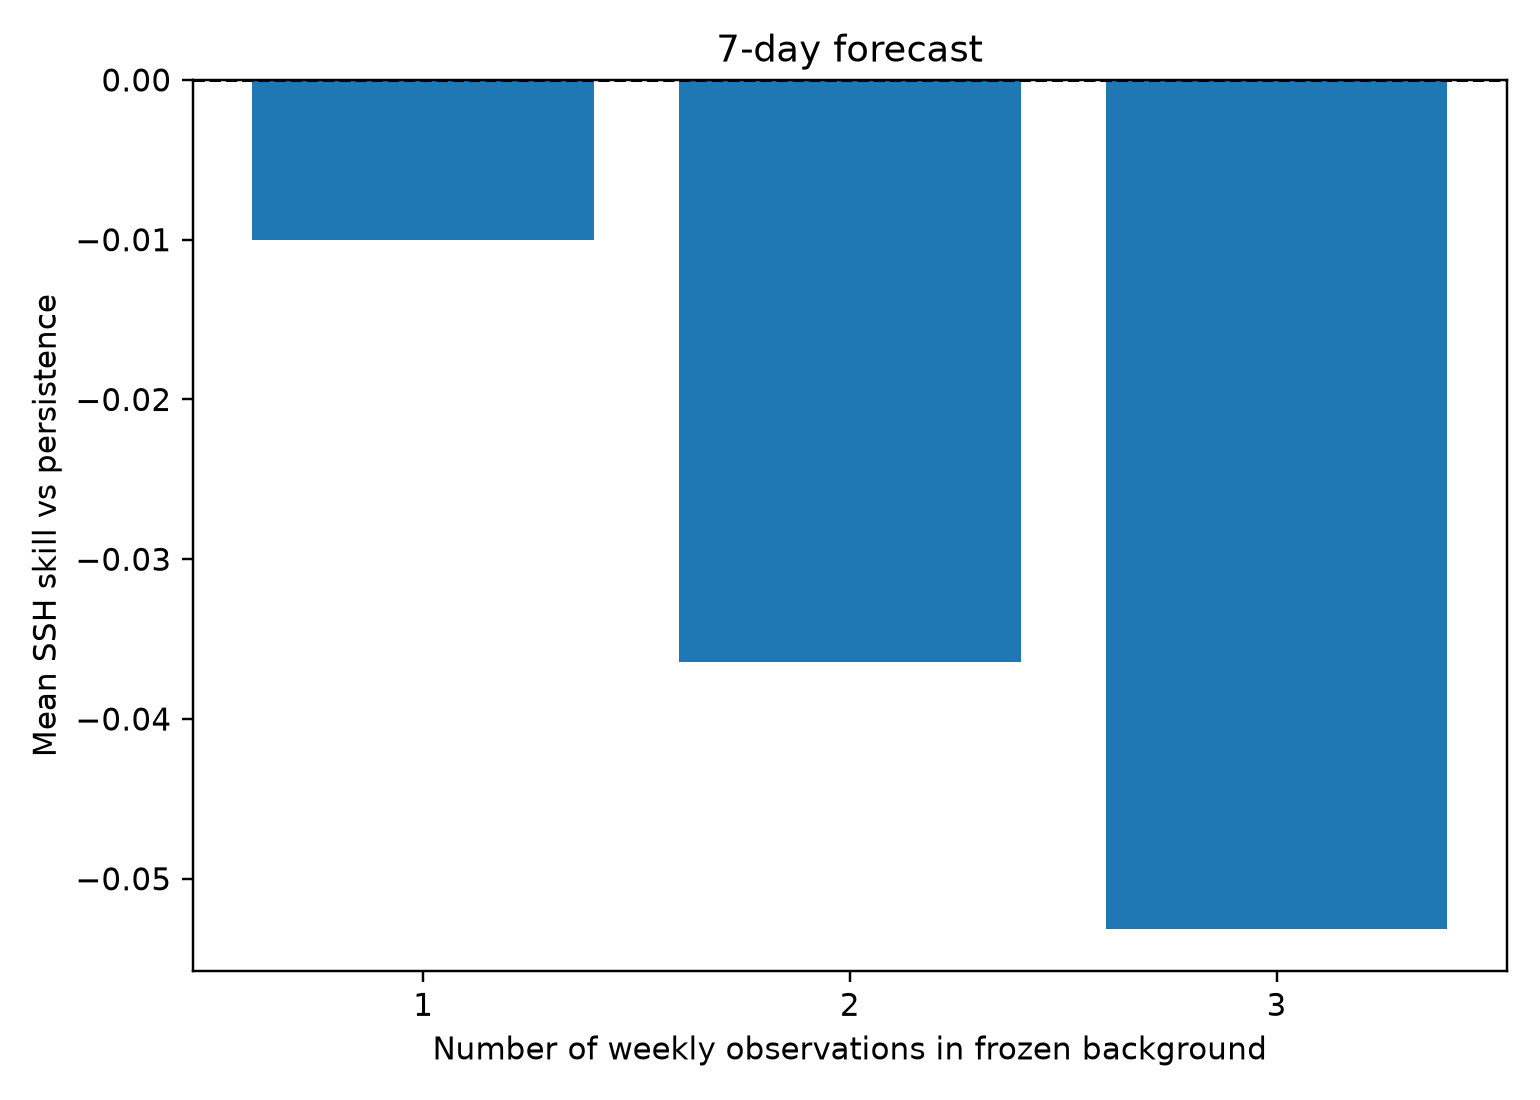 7-day forecast
0.00
−0.01
−0.02
−0.03
−0.04
−0.05
Mean SSH skill vs persistence
1 2 3
Number of weekly observations in frozen background